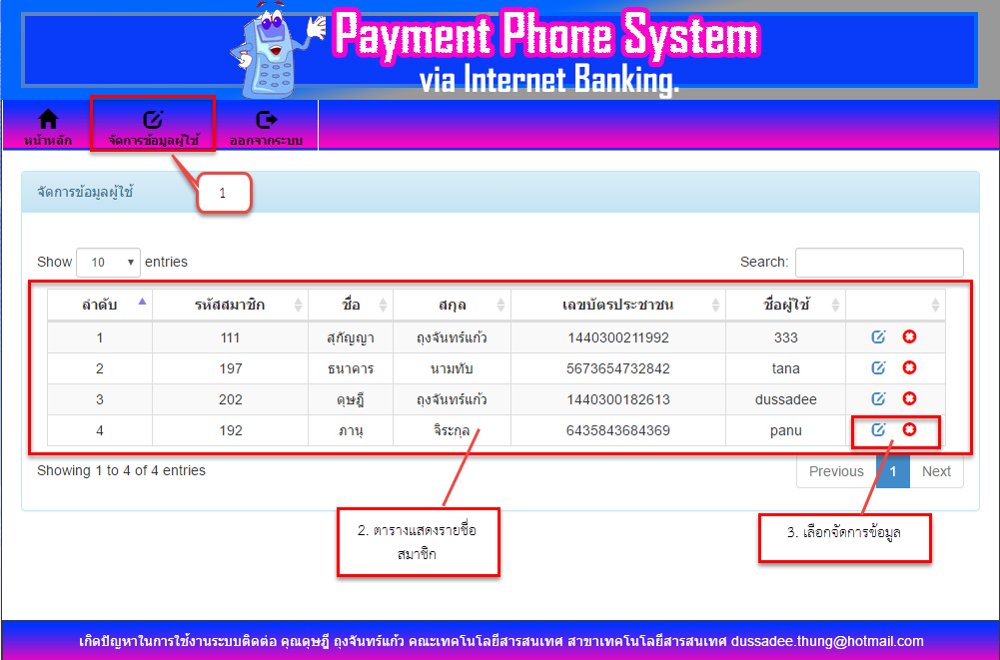 Payment Phone System
via Internet Banking.
หน้าหลัก จัดการข้อมูลผู้ใช้ ออกจากระบบ
1
จัดการข้อมูลผู้ใช้
Show 10 entries Search:
ลำดับ รหัสสมาชิก ชื่อ สกุล เลขบัตรประชาชน ชื่อผู้ใช้
1 111 สุกัญญา ถุงจันทร์แก้ว 1440300211992 333
2 197 ธนาคาร นามทับ 5673654732842 tana
3 202 ดุษฎี ถุงจันทร์แก้ว 1440300182613 dussadee
4 192 ภานุ จิระกุล 6435843684369 panu
Showing 1 to 4 of 4 entries Previous 1 Next
2. ตารางแสดงรายชื่อ
สมาชิก
3. เลือกจัดการข้อมูล
เกิดปัญหาในการใช้งานระบบติดต่อ คุณดุษฎี ถุงจันทร์แก้ว คณะเทคโนโลยีสารสนเทศ สาขาเทคโนโลยีสารสนเทศ dussadee.thung@hotmail.com